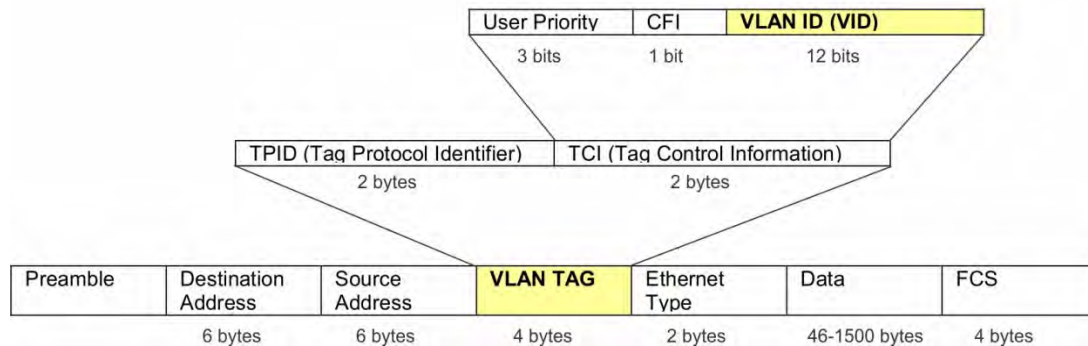 User Priority CFI VLAN ID (VID)
3 bits 1 bit 12 bits
TPID (Tag Protocol Identifier) TCI (Tag Control Information)
2 bytes 2 bytes
Preamble Destination Address Source Address VLAN TAG Ethernet Type Data FCS
6 bytes 6 bytes 4 bytes 2 bytes 46-1500 bytes 4 bytes